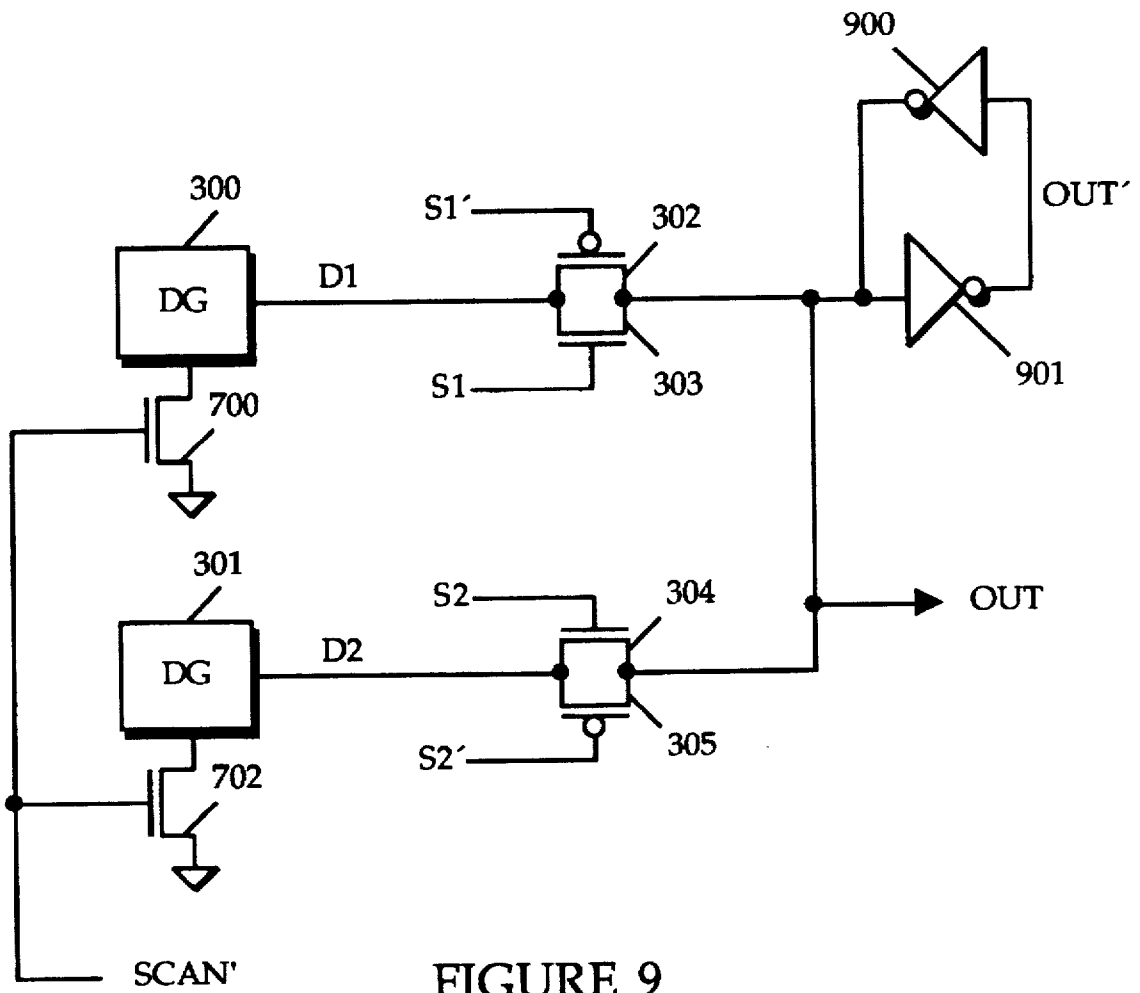 900
OUT´
300
S1´
302
DG
D1
S1
303
901
700
301
S2
304
OUT
DG
D2
S2´
305
702
SCAN'
FIGURE 9